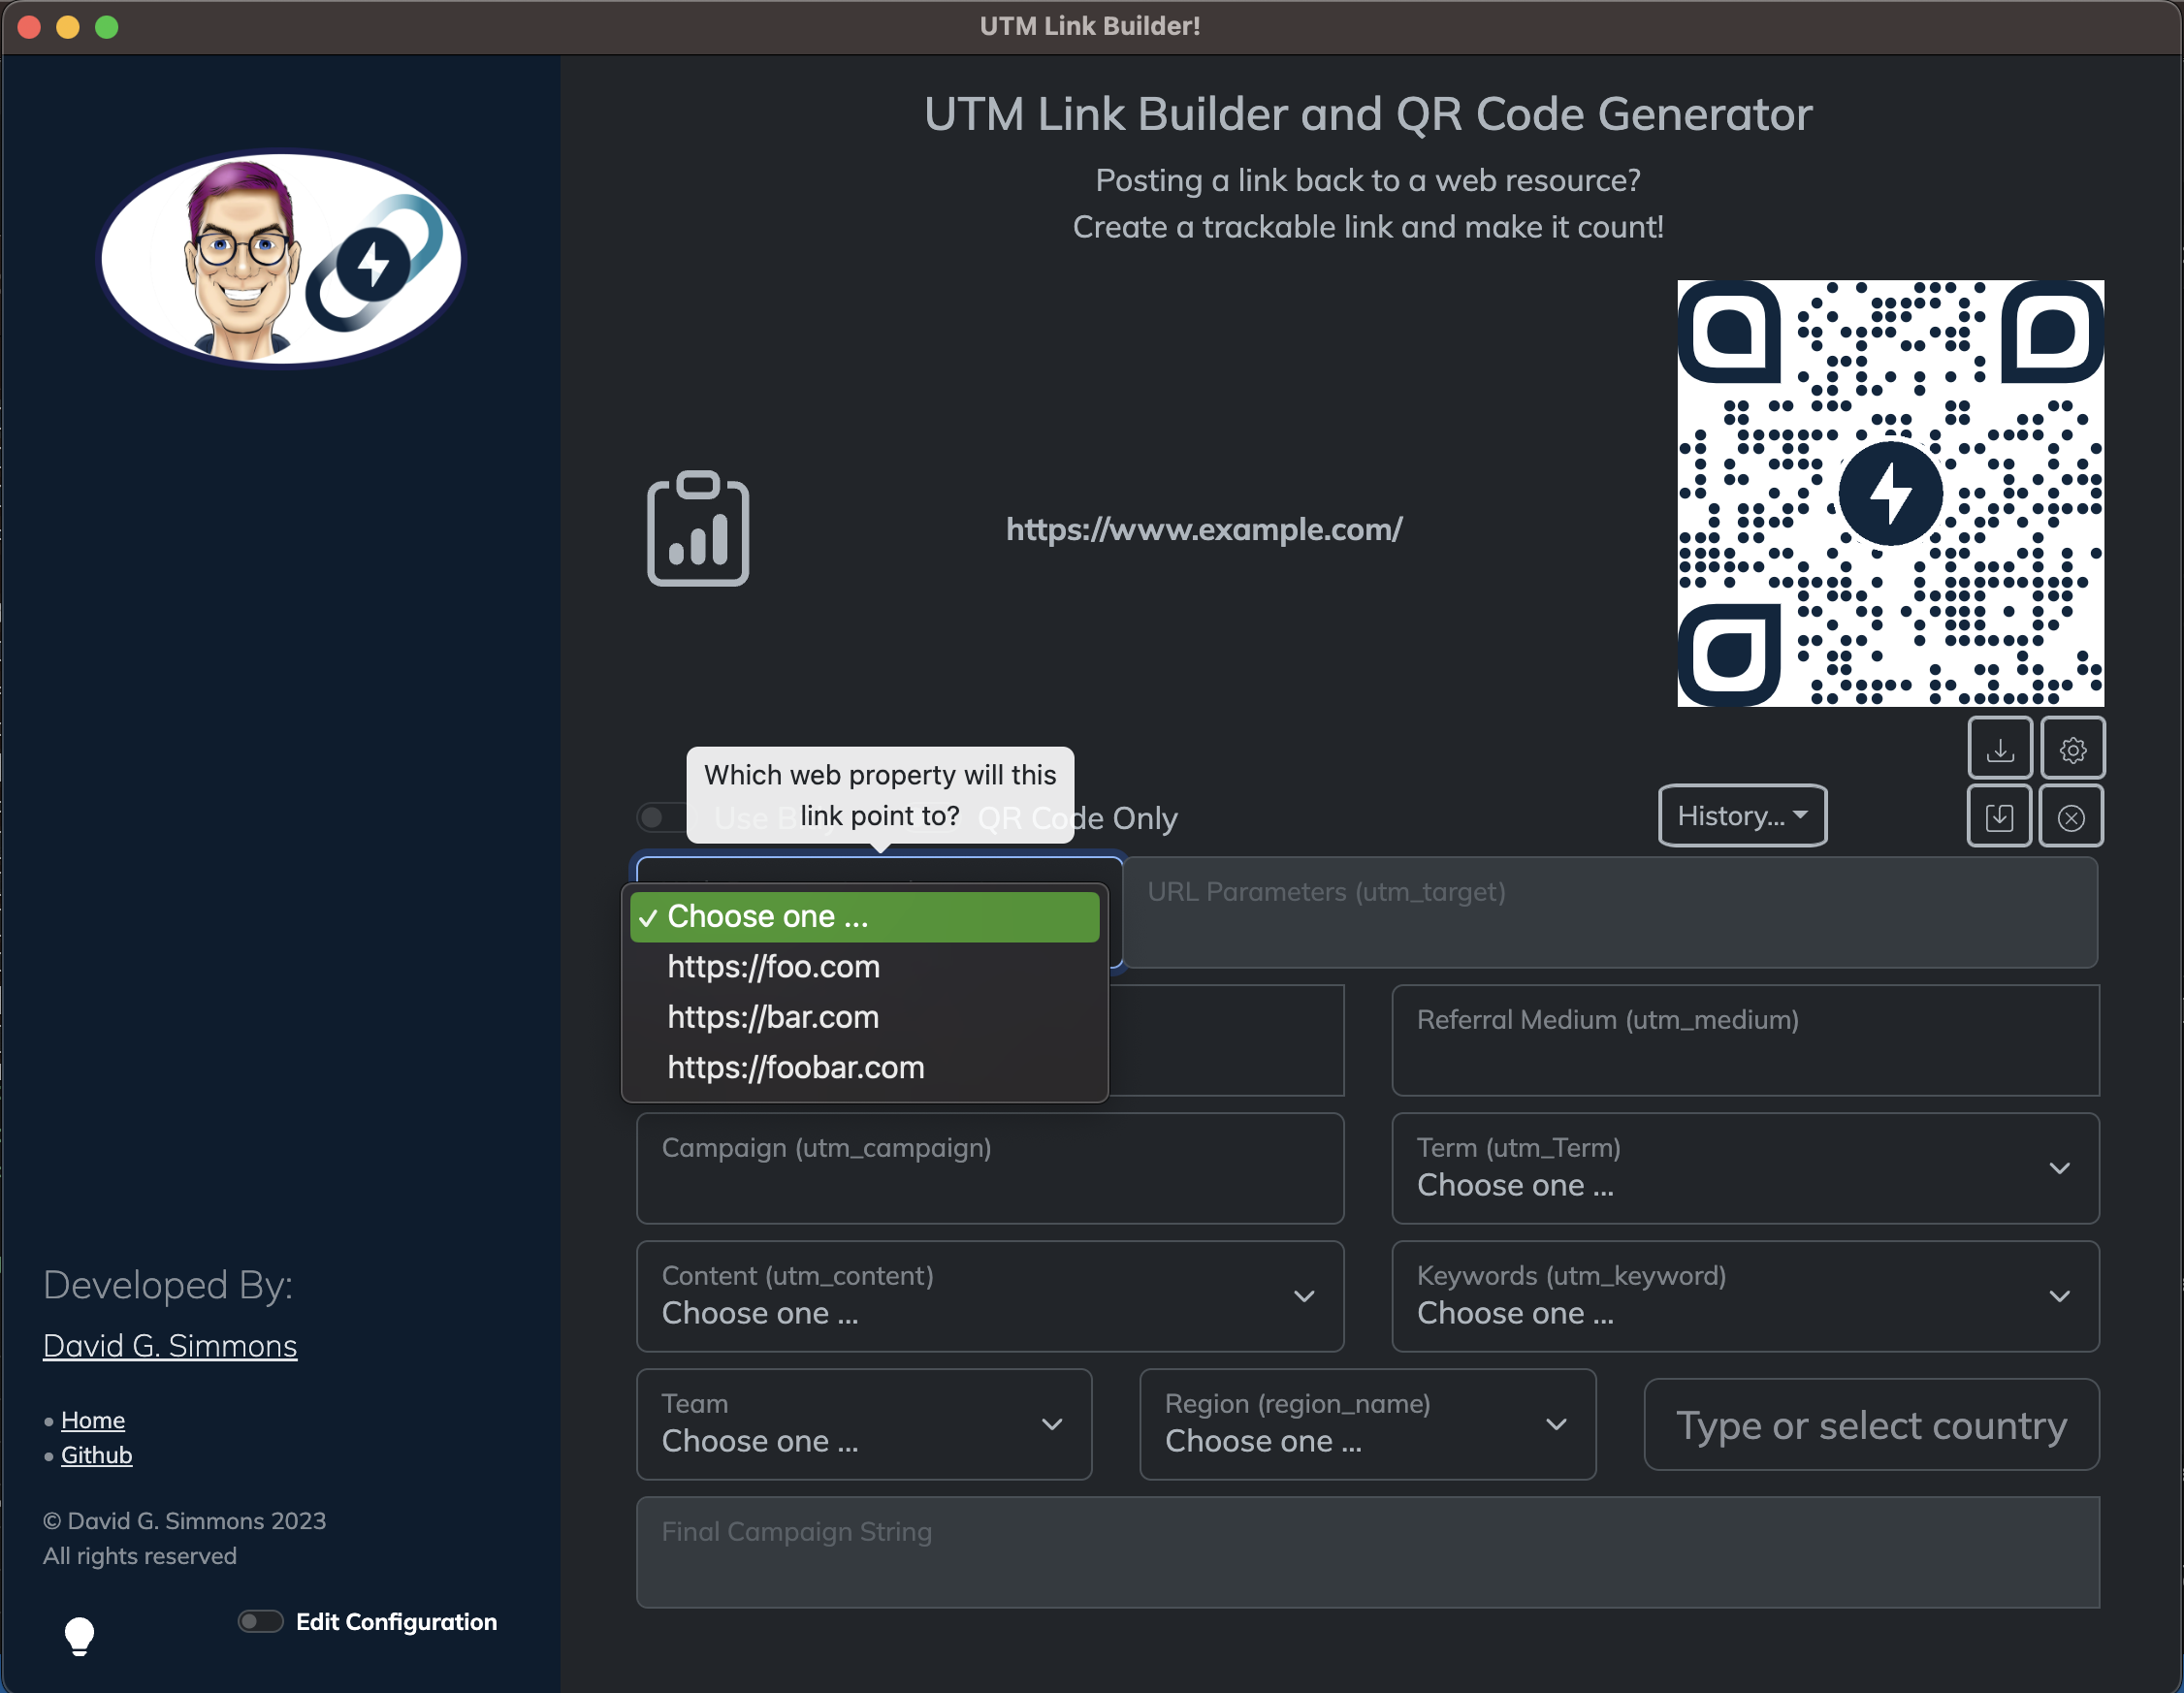 UTM Link Builder!
UTM Link Builder and QR Code Generator
Posting a link back to a web resource?
Create a trackable link and make it count!
https://www.example.com/
Which web property will this
link point to?
Use
QR Code Only
History...
URL Parameters (utm_target)
✓ Choose one ...
https://foo.com
https://bar.com
https://foobar.com
Referral Medium (utm_medium)
Campaign (utm_campaign)
Term (utm_Term)
Choose one ...
Content (utm_content)
Choose one ...
Keywords (utm_keyword)
Choose one ...
Team
Choose one ...
Region (region_name)
Choose one ...
Type or select country
Final Campaign String
Developed By:
David G. Simmons
• Home
• Github
© David G. Simmons 2023
All rights reserved
Edit Configuration